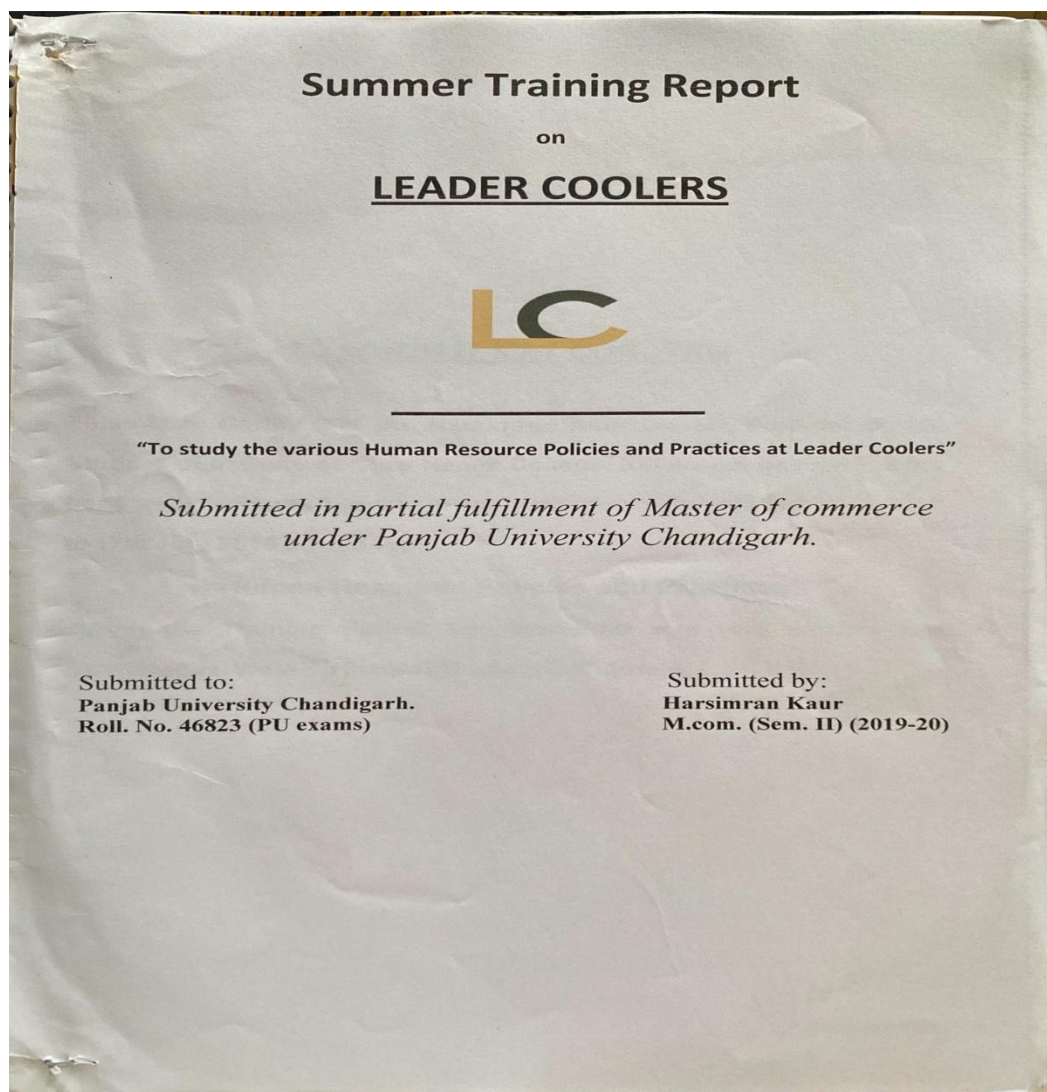 SUMMER TRAINING
Summer Training Report
on
LEADER COOLERS
LC
“To study the various Human Resource Policies and Practices at Leader Coolers”
Submitted in partial fulfillment of Master of commerce
under Panjab University Chandigarh.
Submitted to:
Panjab University Chandigarh.
Roll. No. 46823 (PU exams)
Submitted by:
Harsimran Kaur
M.com. (Sem. II) (2019-20)